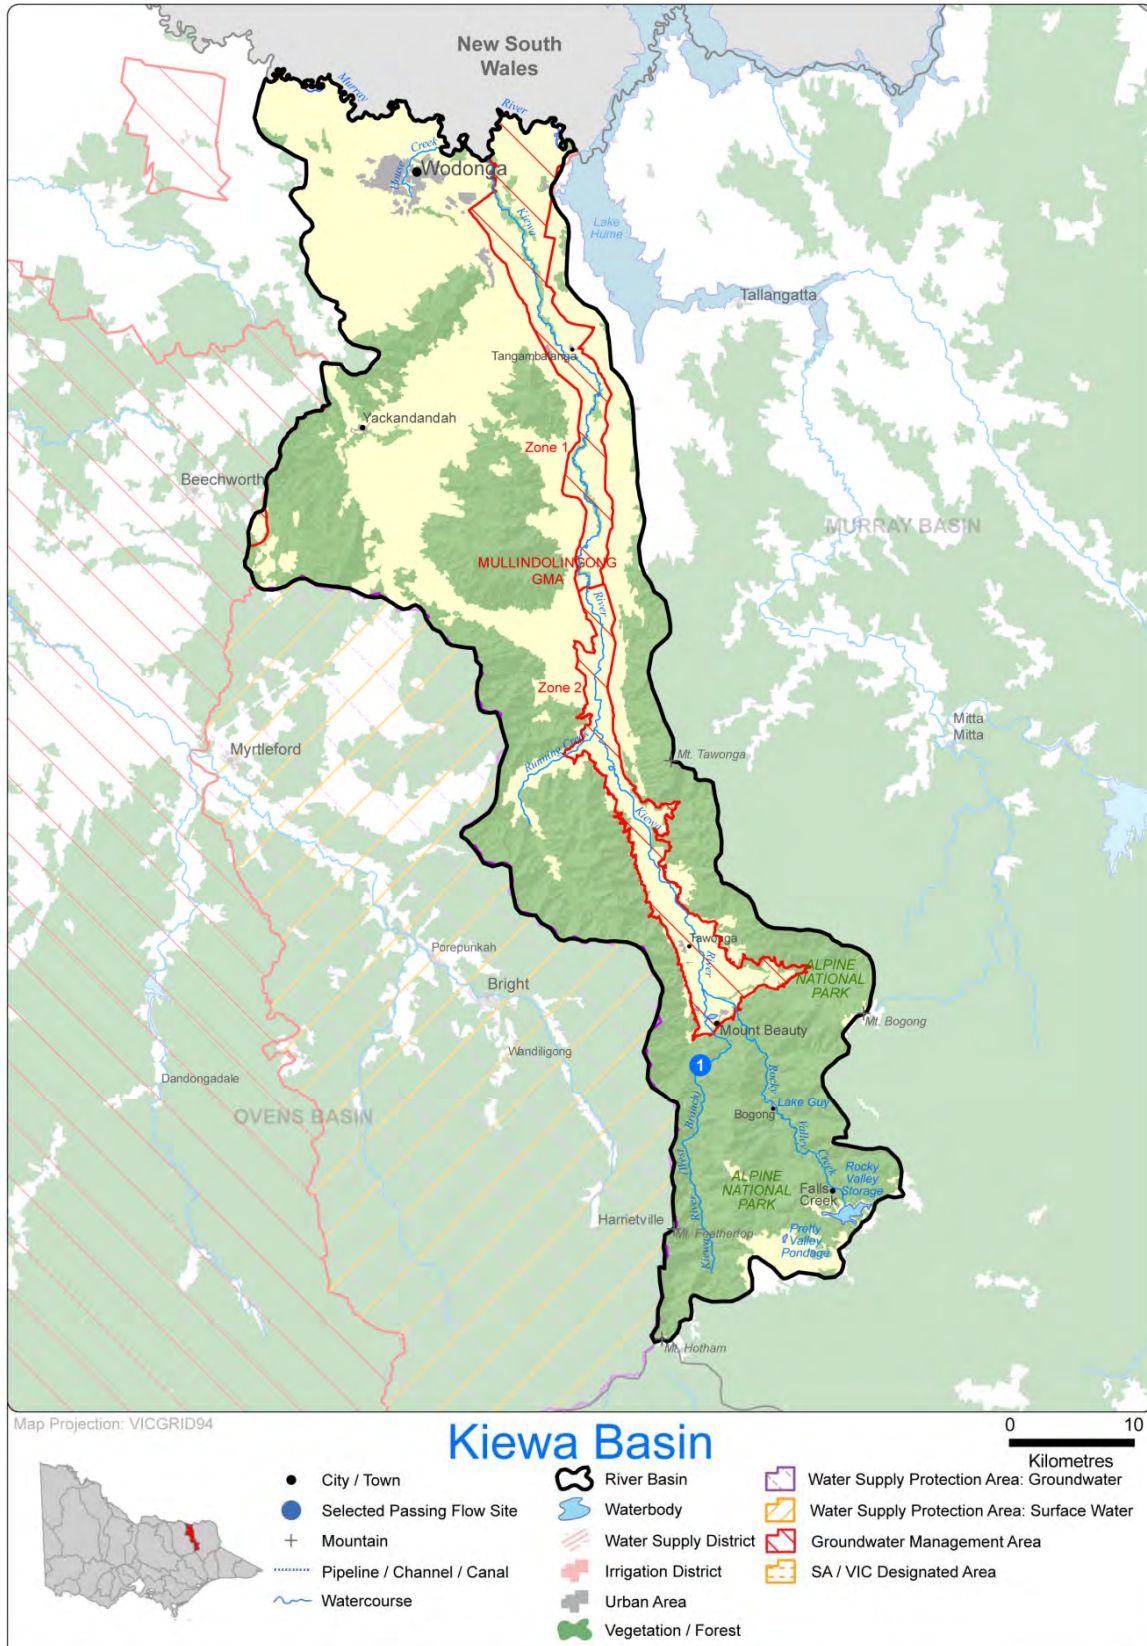 New South
Wales
Murray
River
House
Creek
Wodonga
Kiewa
Lake
Hume
Tallangatta
Tangambalanga
Yackandandah
Zone 1
Beechworth
MURRAY BASIN
MULLINDOLINGONG
GMA
River
Zone 2
Mitta
Mitta
Myrtleford
Running Creek
Mt. Tawonga
Kiewa
Tawonga
River
Porepunkah
Bright
ALPINE
NATIONAL
PARK
Mt. Bogong
Mount Beauty
Wandiligong
1
Dandongadale
Rocky
Valley
Creek
Lake Guy
Bogong
OVENS BASIN
Kiewa
River
(West
Branch)
ALPINE
NATIONAL
PARK
Falls
Creek
Rocky
Valley
Storage
Harrietville
Mt. Feathertop
Pretty
Valley
Pondage
Mt. Hotham
Map Projection: VICGRID94
Kiewa Basin
0 10
Kilometres
City / Town
Selected Passing Flow Site
Mountain
Pipeline / Channel / Canal
Watercourse
River Basin
Waterbody
Water Supply District
Irrigation District
Urban Area
Vegetation / Forest
Water Supply Protection Area: Groundwater
Water Supply Protection Area: Surface Water
Groundwater Management Area
SA / VIC Designated Area